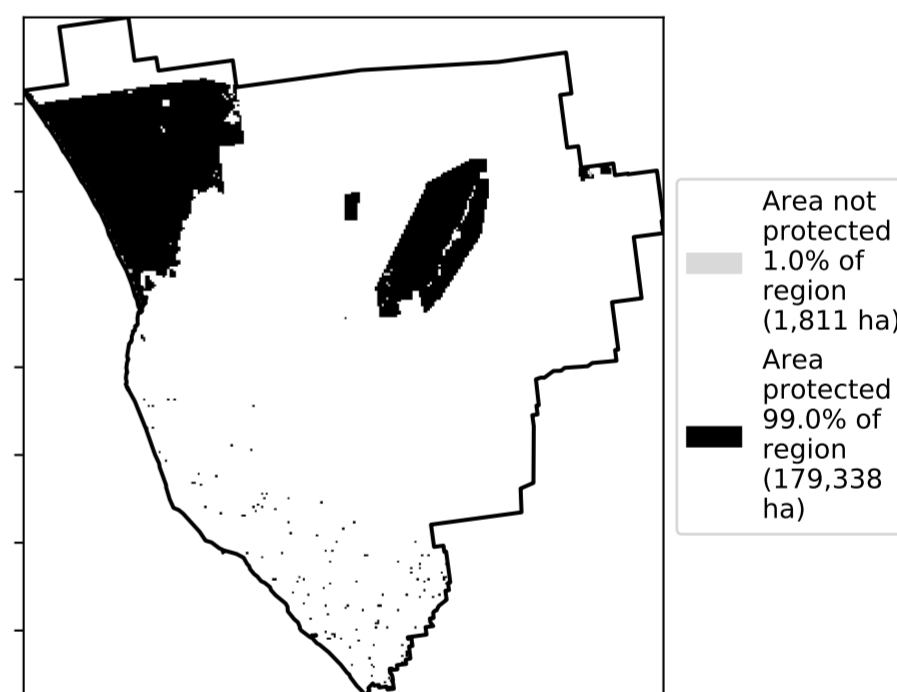 Area not
protected
1.0% of
region
(1,811 ha)
Area
protected
99.0% of
region
(179,338
ha)